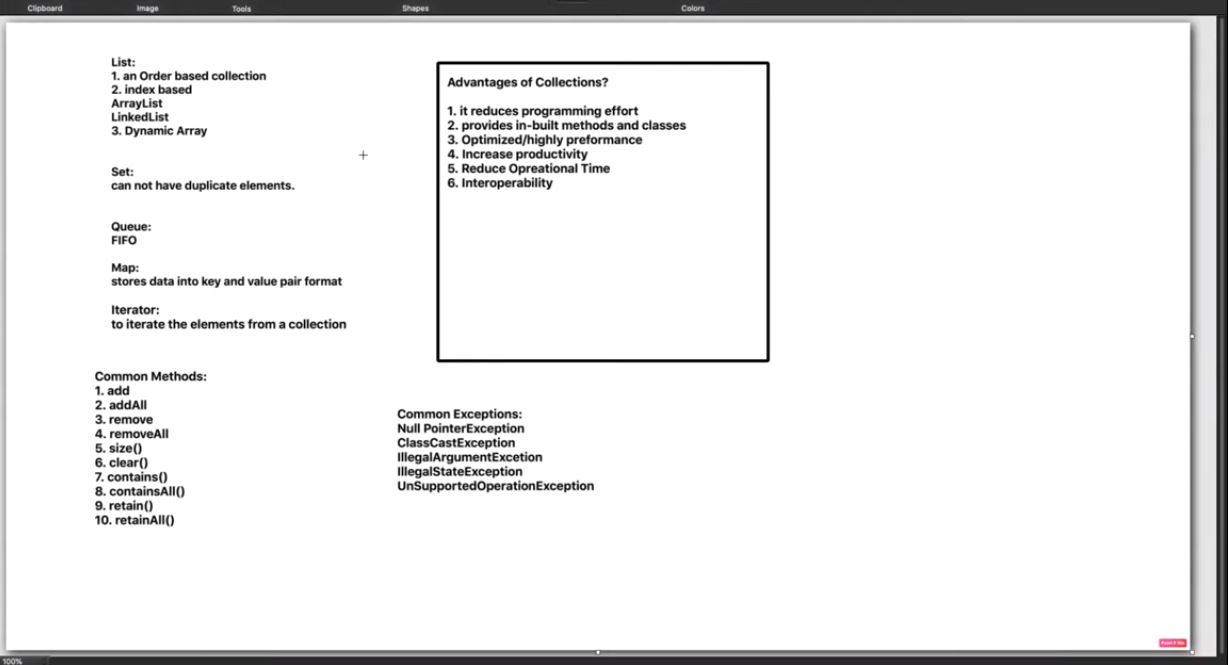 Clipboard
Image
Tools
Shapes
Colors
List:
1. an Order based collection
2. index based
ArrayList
LinkedList
3. Dynamic Array
Set:
can not have duplicate elements.
Queue:
FIFO
Map:
stores data into key and value pair format
Iterator:
to iterate the elements from a collection
Common Methods:
1. add
2. addAll
3. remove
4. removeAll
5. size()
6. clear()
7. contains()
8. containsAll()
9. retain()
10. retainAll()
Advantages of Collections?
1. it reduces programming effort
2. provides in-built methods and classes
3. Optimized/highly preformance
4. Increase productivity
5. Reduce Opreational Time
6. Interoperability
Common Exceptions:
Null PointerException
ClassCastException
IllegalArgumentExcetion
IllegalStateException
UnSupportedOperationException
100%